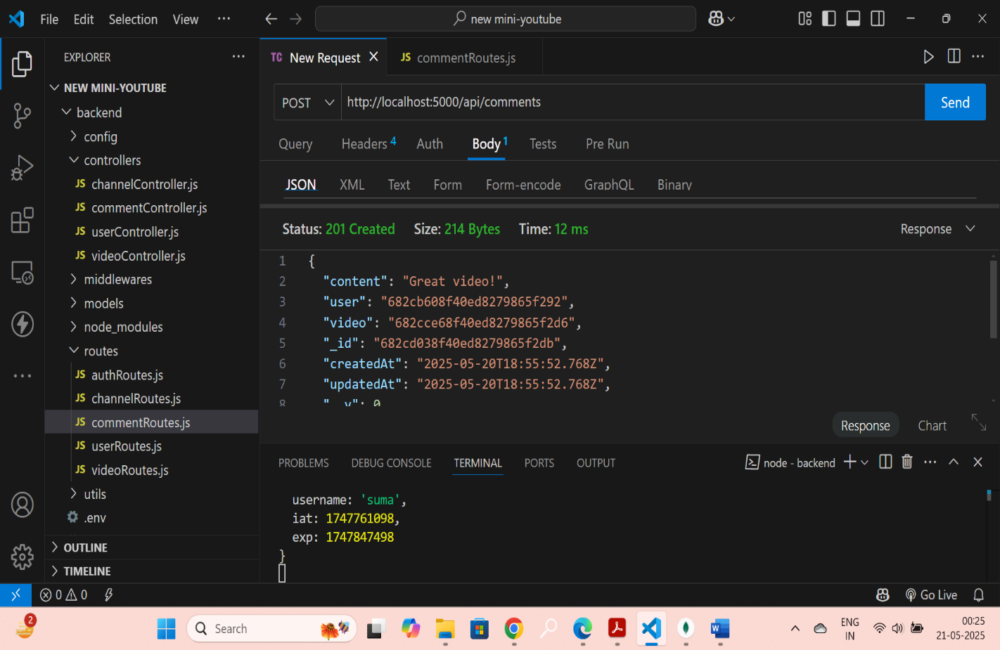 File Edit Selection View ···
new mini-youtube
EXPLORER ···
NEW MINI-YOUTUBE
backend
config
controllers
JS channelController.js
JS commentController.js
JS userController.js
JS videoController.js
middlewares
models
node_modules
routes
JS authRoutes.js
JS channelRoutes.js
JS commentRoutes.js
JS userRoutes.js
JS videoRoutes.js
utils
.env
OUTLINE
TIMELINE
TC New Request
JS commentRoutes.js
POST http://localhost:5000/api/comments Send
Query Headers 4 Auth Body 1 Tests Pre Run
JSON XML Text Form Form-encode GraphQL Binary
Status: 201 Created Size: 214 Bytes Time: 12 ms Response
1 {
2 "content": "Great video!",
3 "user": "682cb608f40ed8279865f292",
4 "video": "682cce68f40ed8279865f2d6",
5 "_id": "682cd038f40ed8279865f2db",
6 "createdAt": "2025-05-20T18:55:52.768Z",
7 "updatedAt": "2025-05-20T18:55:52.768Z",
8 "__v": 0
Response Chart
PROBLEMS DEBUG CONSOLE TERMINAL PORTS OUTPUT node - backend
username: 'suma',
iat: 1747761098,
exp: 1747847498
}
0 0 Go Live
2
Search
ENG
IN
00:25
21-05-2025